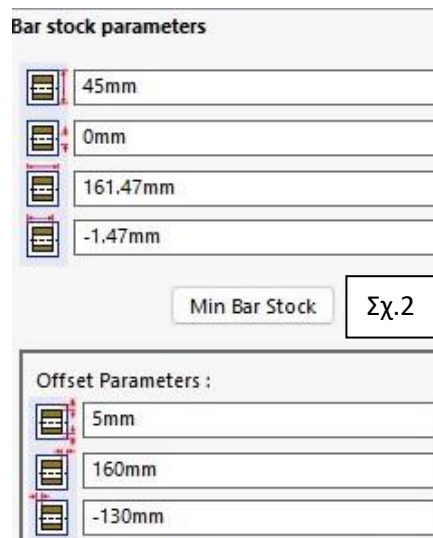 Bar stock parameters
45mm
0mm
161.47mm
-1.47mm
Min Bar Stock
Σχ.2
Offset Parameters :
5mm
160mm
-130mm